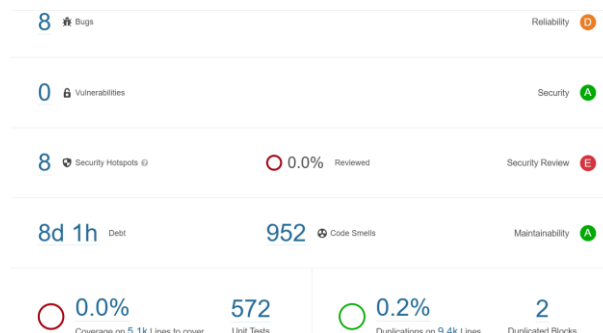 8 Bugs Reliability D
0 Vulnerabilities Security A
8 Security Hotspots 0.0% Reviewed Security Review E
8d 1h Debt 952 Code Smells Maintainability A
0.0% 572 0.2% 2
Coverage on 5.1k Lines to cover Unit Tests Duplications on 9.4k Lines Duplicated Blocks